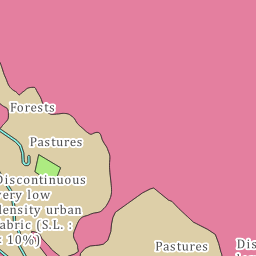 Forests
Pastures
Discontinuous
very low
density urban
fabric (S.L. :
< 10%)
Pastures
Dis